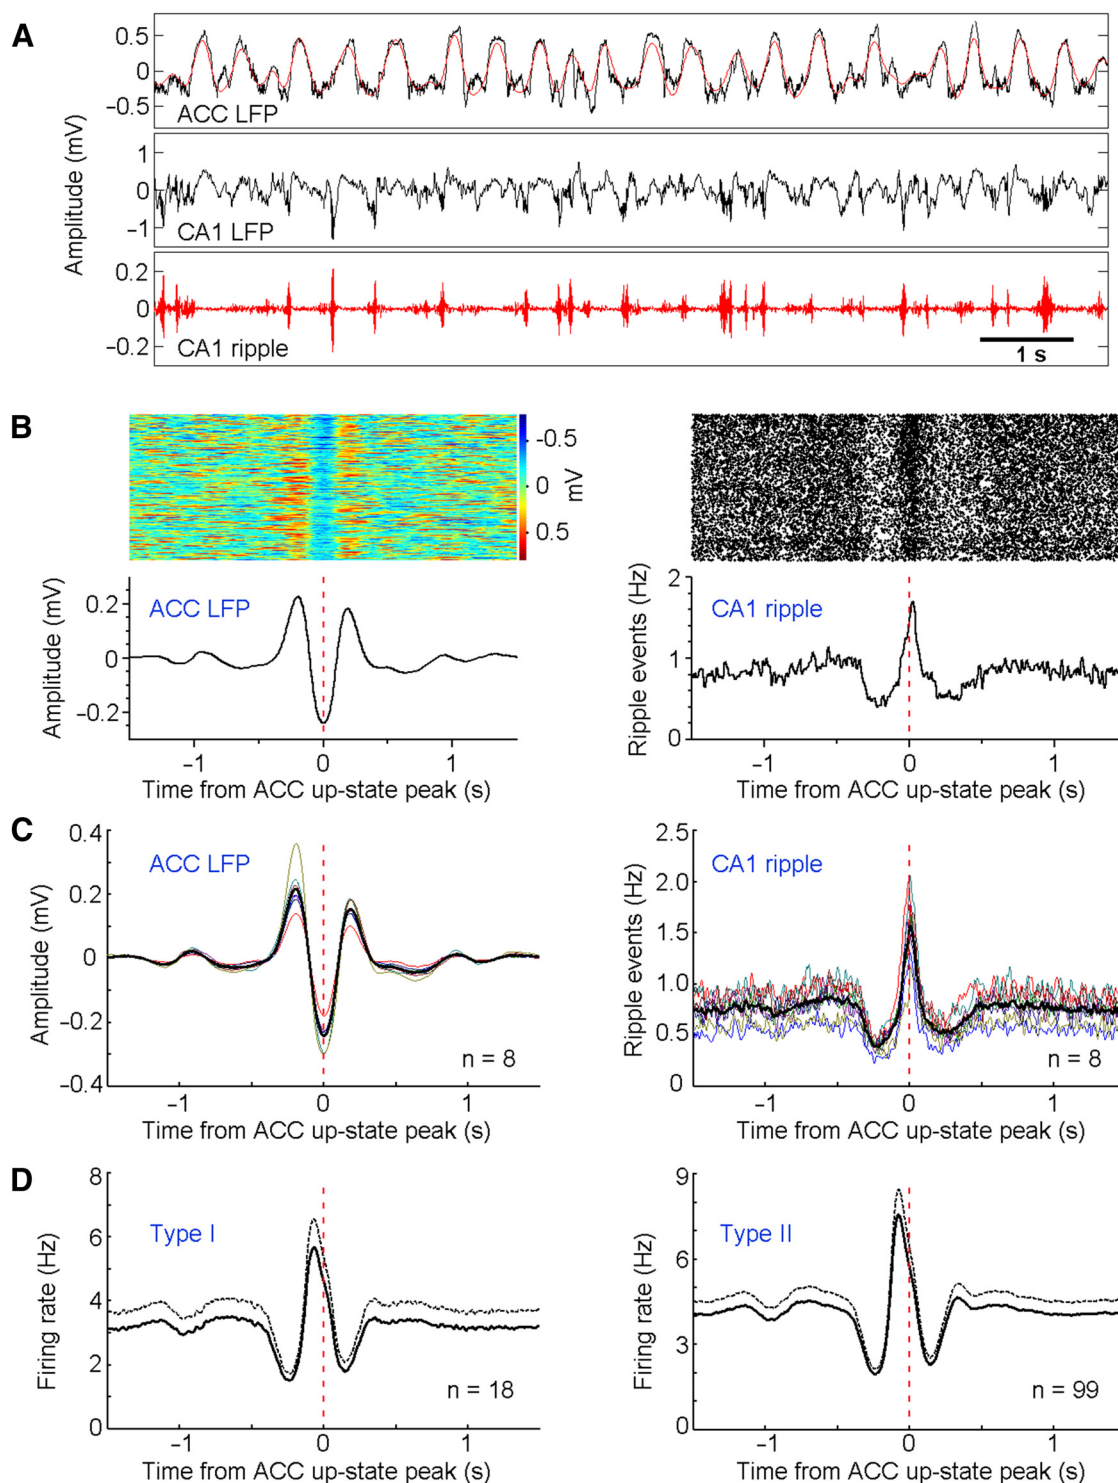 A
Amplitude (mV)
0.5
0
−0.5
ACC LFP
1
0
−1
CA1 LFP
0.2
0
−0.2
CA1 ripple
1 s
B
-0.5
0
0.5
mV
Amplitude (mV)
0.2
0
−0.2
ACC LFP
−1 0 1
Time from ACC up-state peak (s)
Ripple events (Hz)
2
1
0
CA1 ripple
−1 0 1
Time from ACC up-state peak (s)
C
Amplitude (mV)
0.4
0.2
0
−0.2
−0.4
ACC LFP
n = 8
−1 0 1
Time from ACC up-state peak (s)
Ripple events (Hz)
2.5
2.0
1.5
1.0
0.5
0
CA1 ripple
n = 8
−1 0 1
Time from ACC up-state peak (s)
D
Firing rate (Hz)
8
6
4
2
0
Type I
n = 18
−1 0 1
Time from ACC up-state peak (s)
Firing rate (Hz)
9
6
3
0
Type II
n = 99
−1 0 1
Time from ACC up-state peak (s)